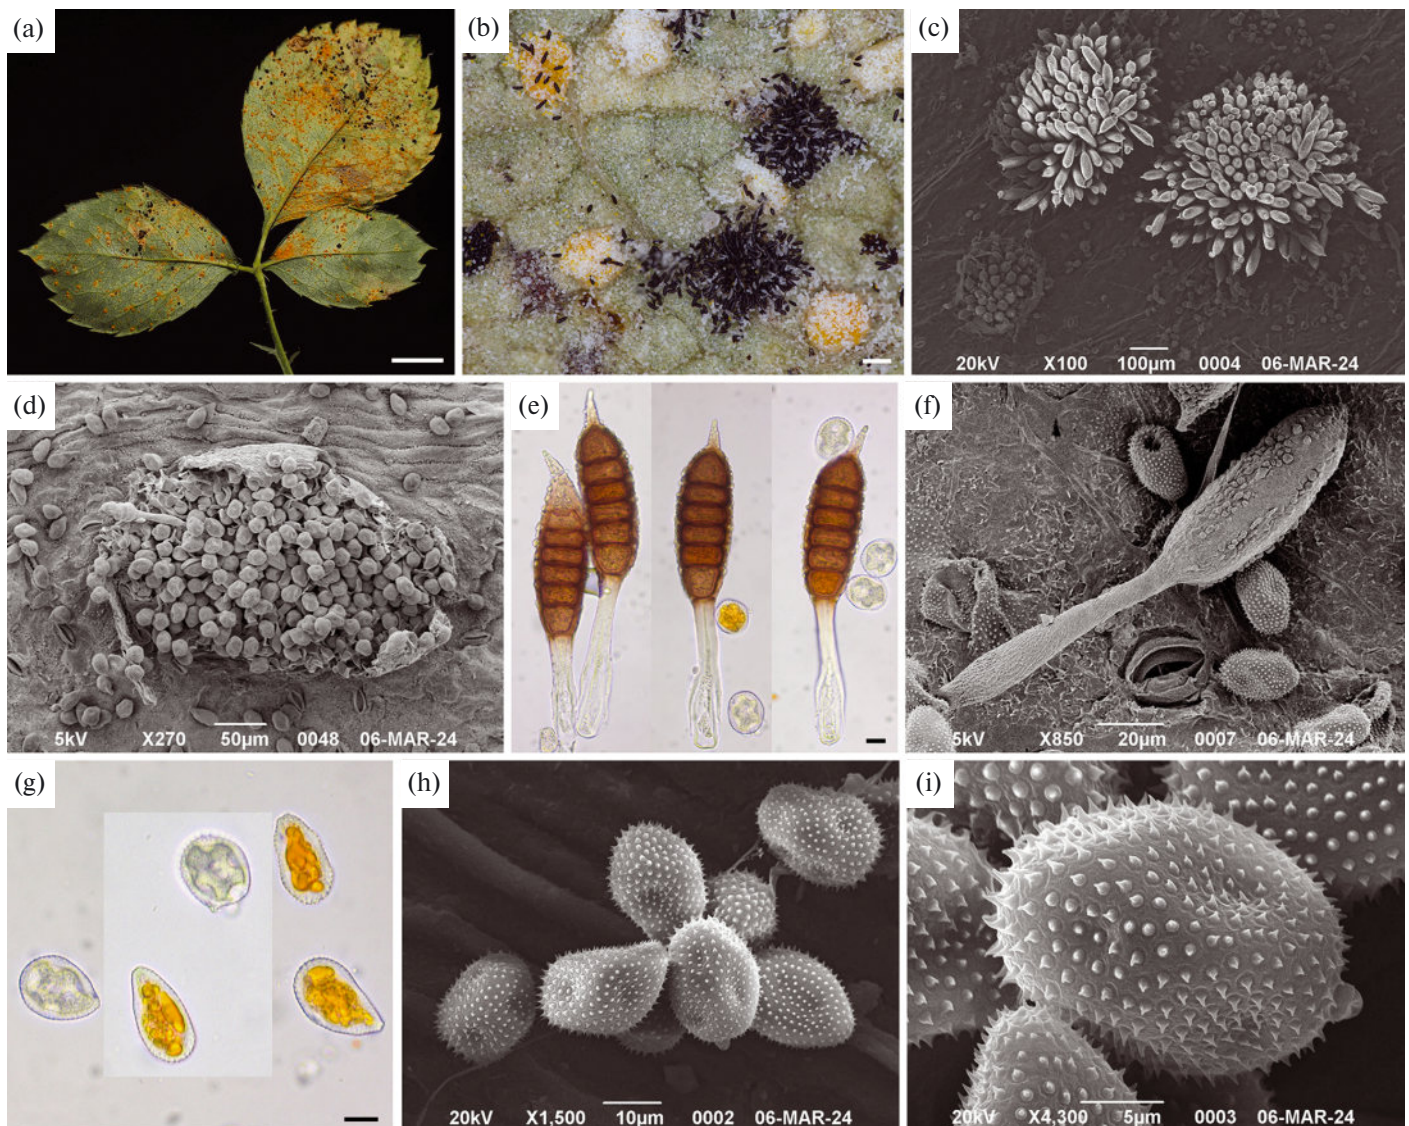 (a)
(b)
(c)
20kV X100 100µm 0004 06-MAR-24
(d)
5kV X270 50µm 0048 06-MAR-24
(e)
(f)
5kV X850 20µm 0007 06-MAR-24
(g)
(h)
20kV X1,500 10µm 0002 06-MAR-24
(i)
20kV X4,300 5µm 0003 06-MAR-24